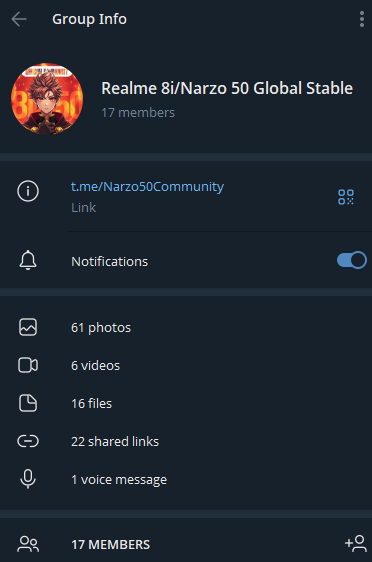 Group Info
Realme 8i/Narzo 50 Global Stable
17 members
t.me/Narzo50Community
Link
Notifications
61 photos
6 videos
16 files
22 shared links
1 voice message
17 MEMBERS